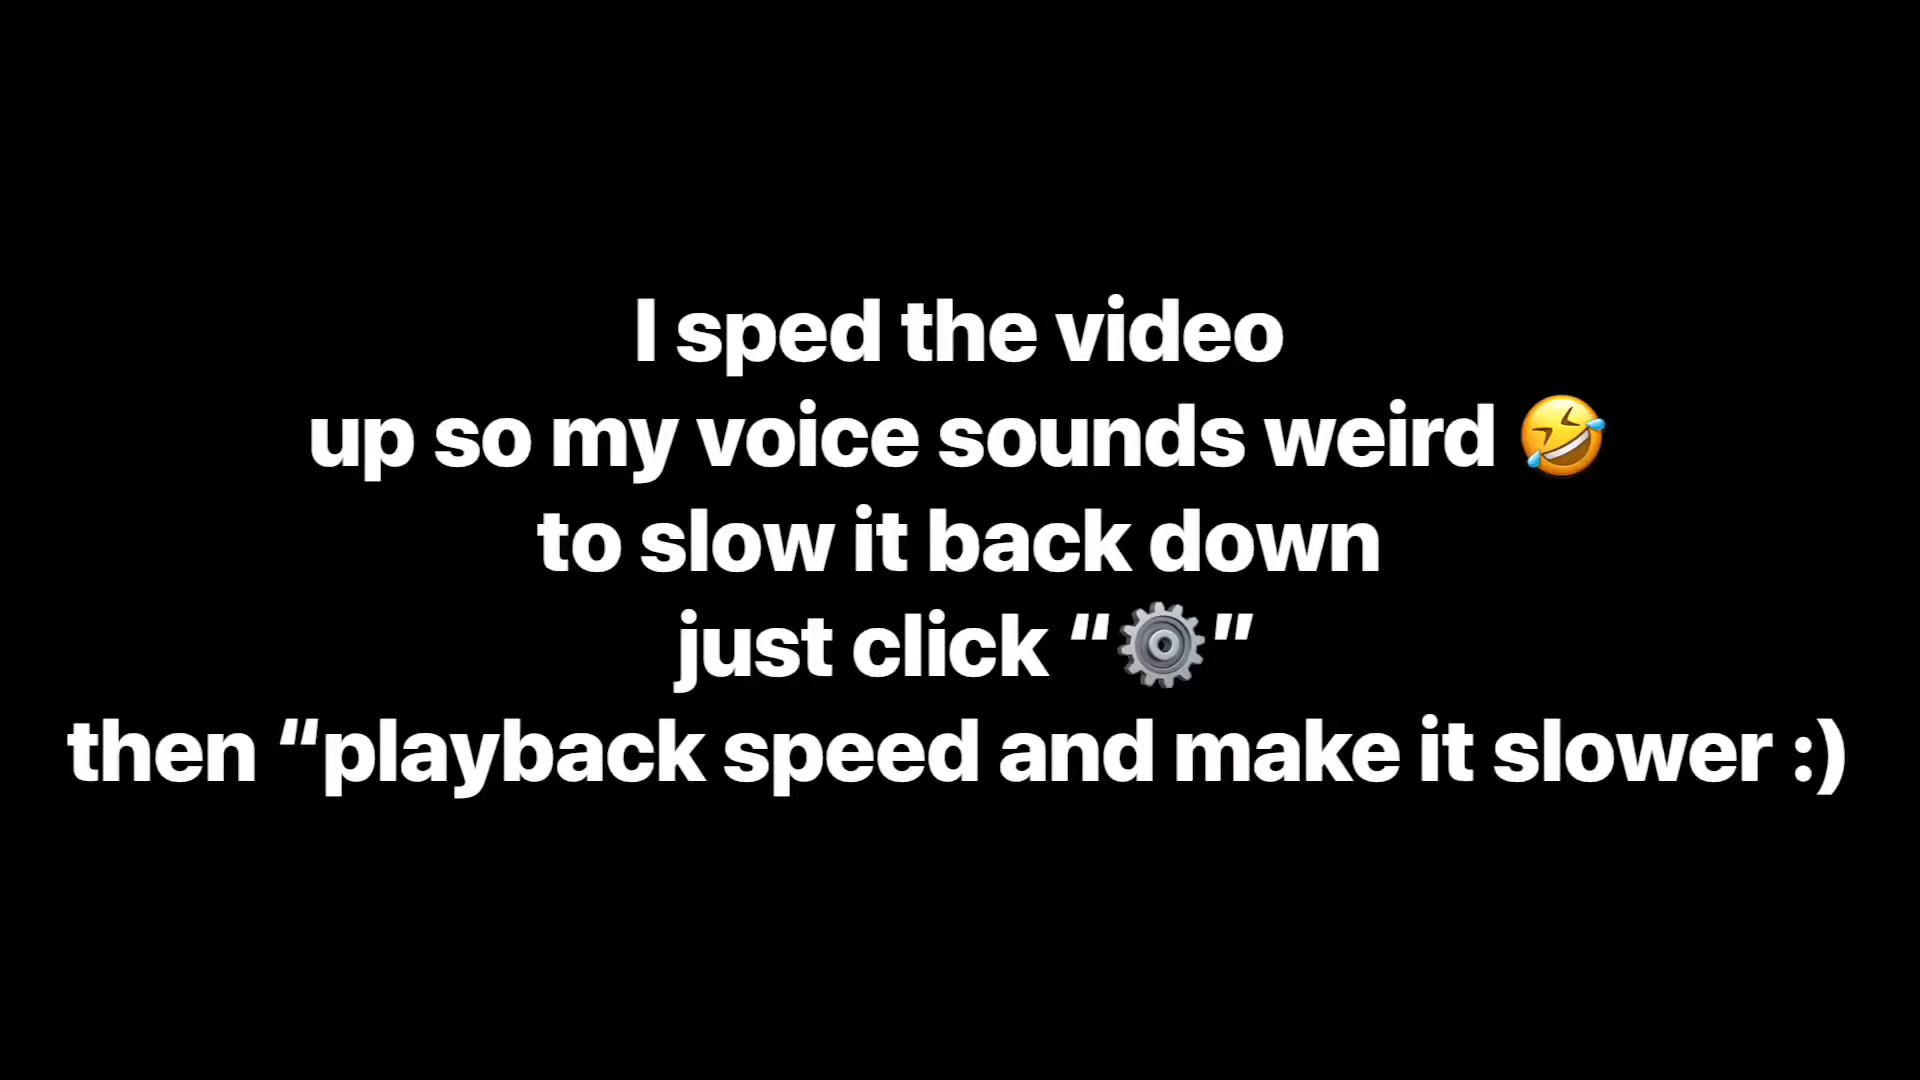 I sped the video
up so my voice sounds weird 🤣
to slow it back down
just click “⚙️”
then “playback speed and make it slower :)